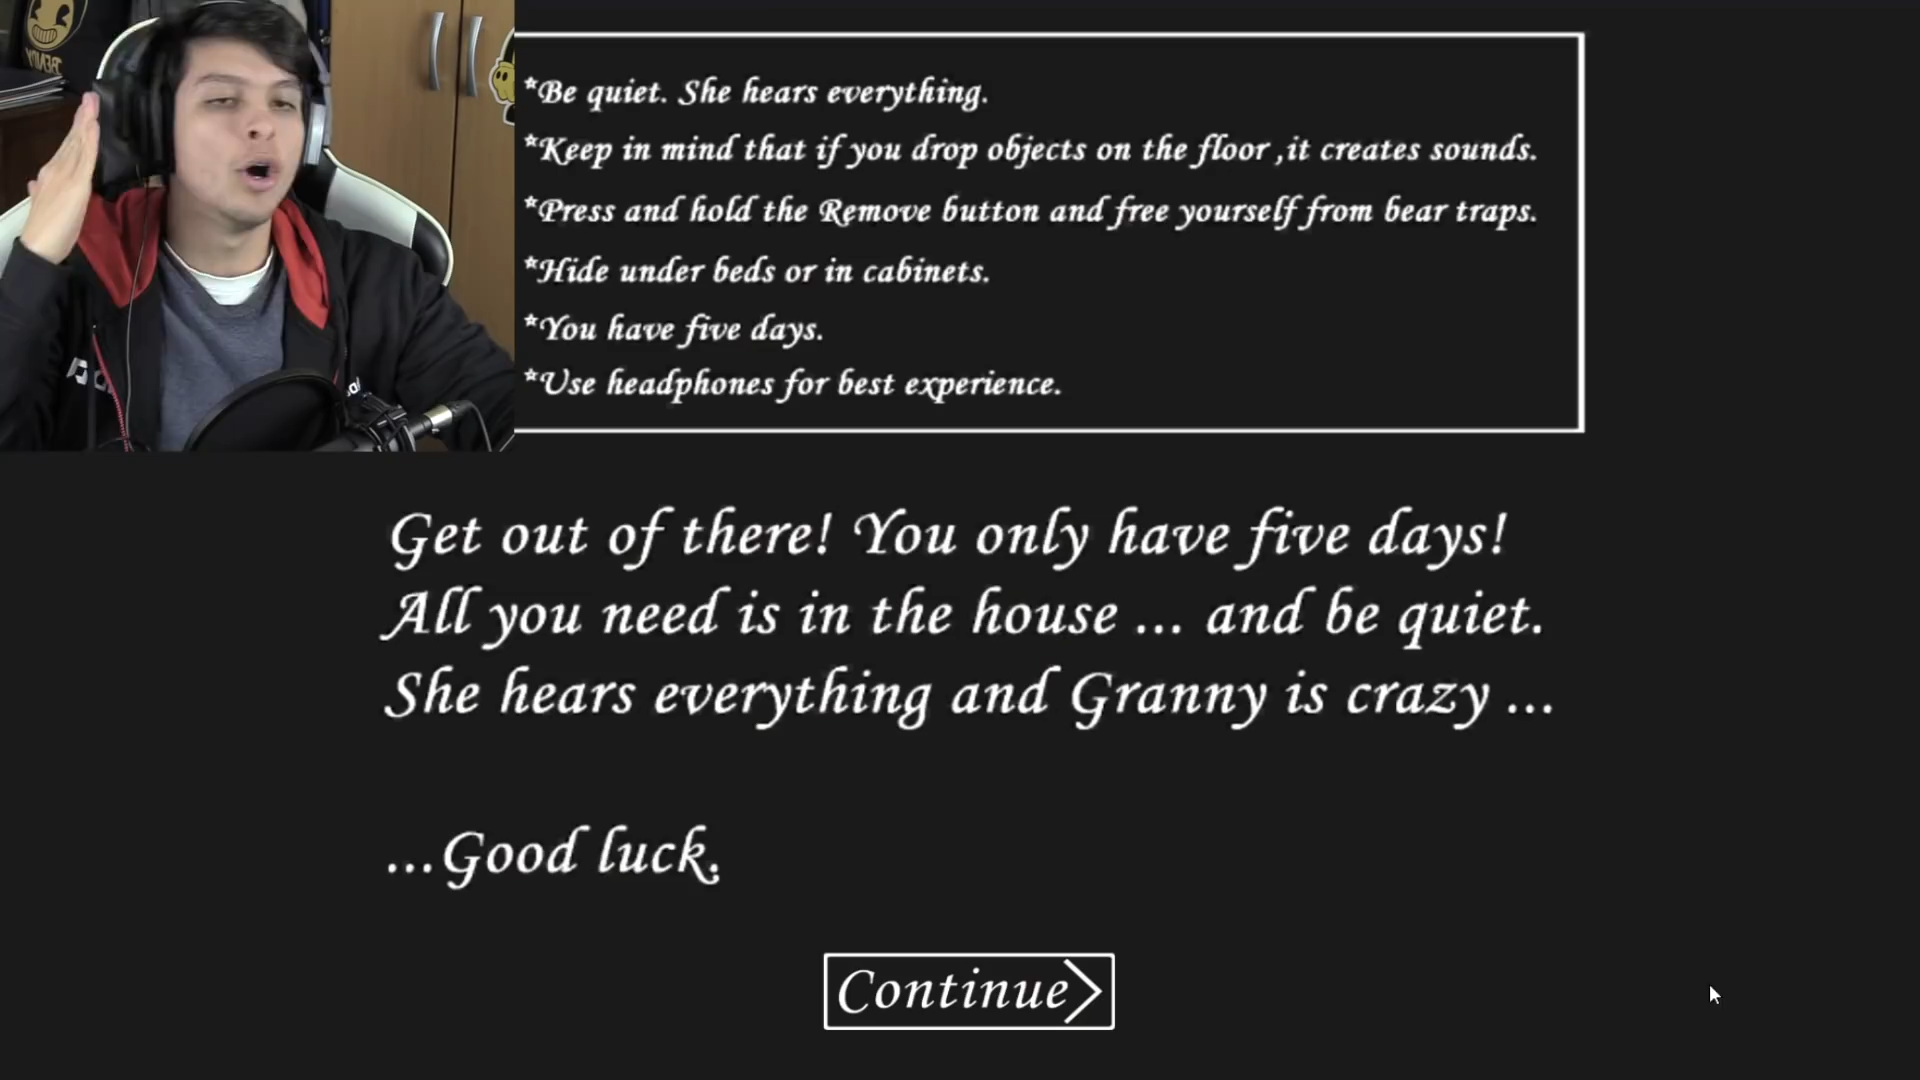 BENDY
*Be quiet. She hears everything.
*Keep in mind that if you drop objects on the floor ,it creates sounds.
*Press and hold the Remove button and free yourself from bear traps.
*Hide under beds or in cabinets.
*You have five days.
*Use headphones for best experience.
Get out of there! You only have five days!
All you need is in the house ... and be quiet.
She hears everything and Granny is crazy ...
...Good luck.
Continue>